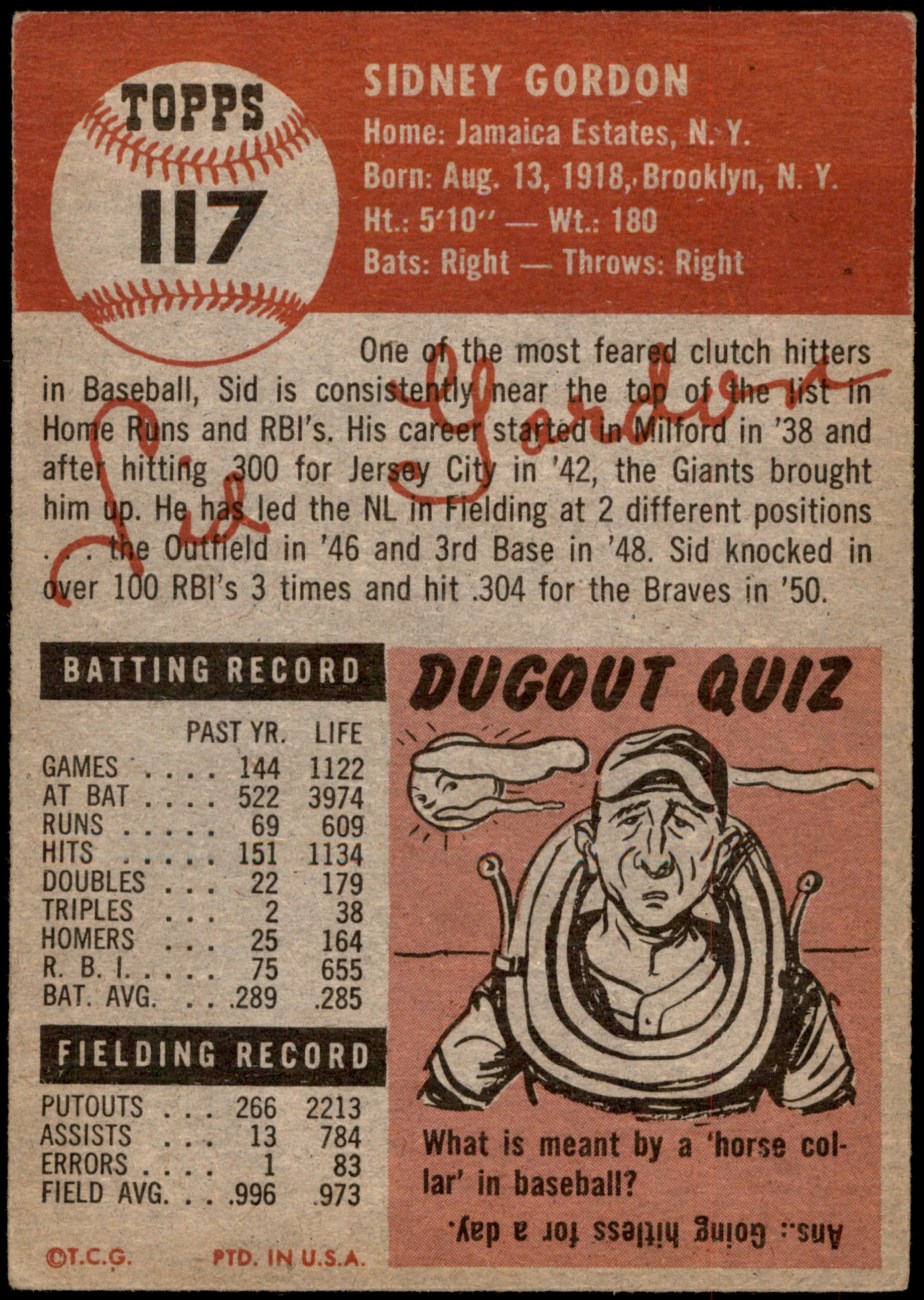 TOPPS
117
SIDNEY GORDON
Home: Jamaica Estates, N. Y.
Born: Aug. 13, 1918, Brooklyn, N. Y.
Ht.: 5'10" — Wt.: 180
Bats: Right — Throws: Right
One of the most feared clutch hitters
in Baseball, Sid is consistently near the top of the list in
Home Runs and RBI's. His career started in Milford in '38 and
after hitting .300 for Jersey City in '42, the Giants brought
him up. He has led the NL in Fielding at 2 different positions
. . . the Outfield in '46 and 3rd Base in '48. Sid knocked in
over 100 RBI's 3 times and hit .304 for the Braves in '50.
Sid Gordon
BATTING RECORD
PAST YR. LIFE
GAMES . . . . 144 1122
AT BAT . . . . 522 3974
RUNS . . . . . 69 609
HITS . . . . . 151 1134
DOUBLES . . . 22 179
TRIPLES . . . 2 38
HOMERS . . . 25 164
R. B. I. . . . . 75 655
BAT. AVG. . . .289 .285
FIELDING RECORD
PUTOUTS . . . 266 2213
ASSISTS . . . 13 784
ERRORS . . . . 1 83
FIELD AVG. . . .996 .973
©T.C.G. PTD. IN U.S.A.
DUGOUT QUIZ
What is meant by a 'horse col-
lar' in baseball?
Ans.: Going hitless for a day.